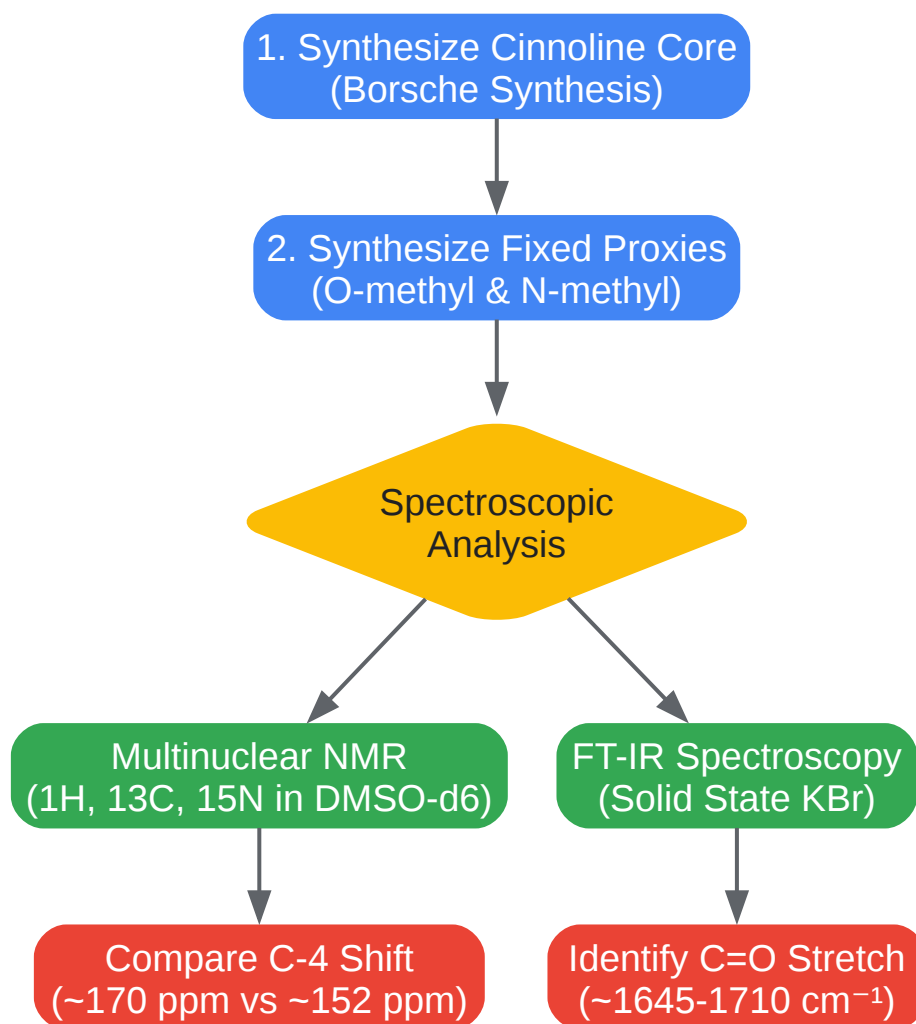 1. Synthesize Cinnoline Core
(Borsche Synthesis)
2. Synthesize Fixed Proxies
(O-methyl & N-methyl)
Spectroscopic
Analysis
Multinuclear NMR
(1H, 13C, 15N in DMSO-d6)
FT-IR Spectroscopy
(Solid State KBr)
Compare C-4 Shift
(~170 ppm vs ~152 ppm)
Identify C=O Stretch
(~1645-1710 cm⁻¹)